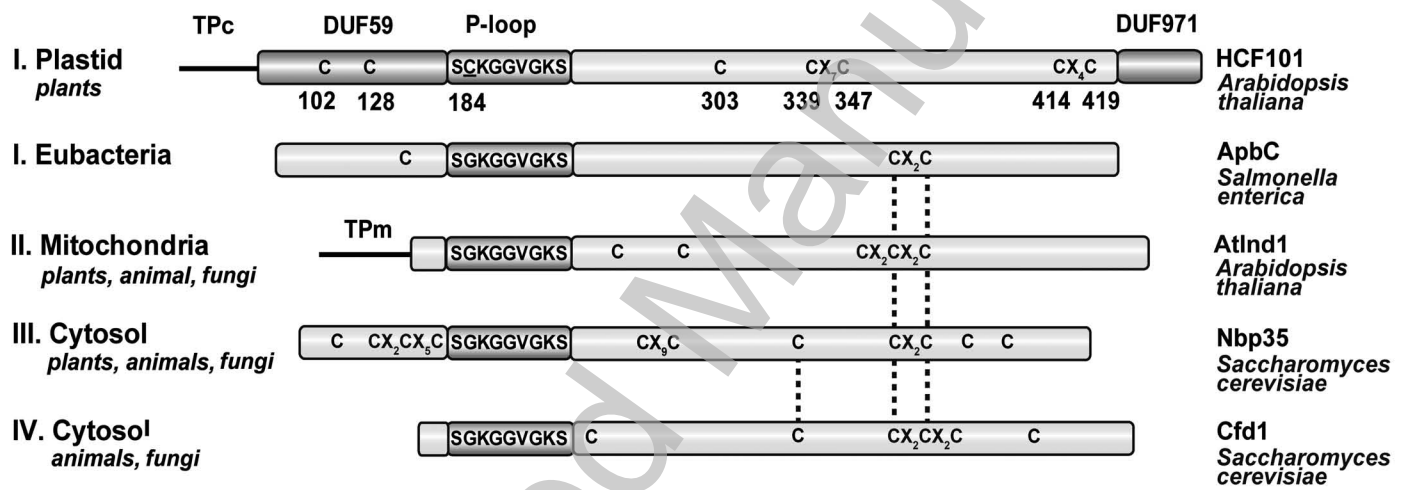 TPc DUF59 P-loop DUF971
I. Plastid C C SCKGGVGKS C CX7C CX4C HCF101
plants 102 128 184 303 339 347 414 419 Arabidopsis
thaliana
I. Eubacteria C SGKGGVGKS CX2C ApbC
Salmonella
enterica
TPm
II. Mitochondria SGKGGVGKS C C CX2CX2C AtInd1
plants, animal, fungi Arabidopsis
thaliana
III. Cytosol C CX2CX5C SGKGGVGKS CX9C C CX2C C C Nbp35
plants, animals, fungi Saccharomyces
cerevisiae
IV. Cytosol SGKGGVGKS C C CX2CX2C C Cfd1
animals, fungi Saccharomyces
cerevisiae
d Manu